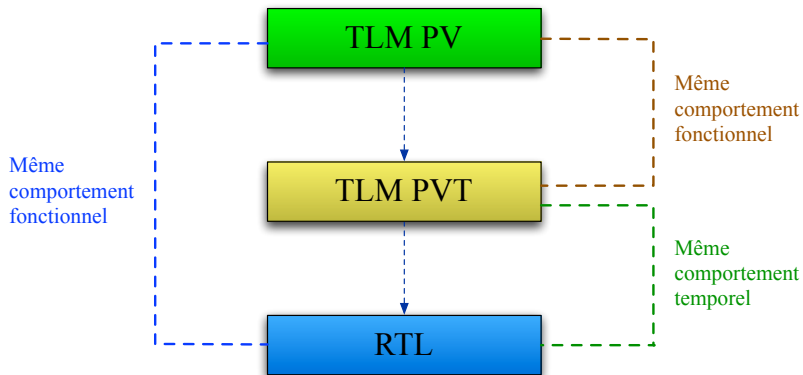 TLM PV
Même
comportement
fonctionnel
Même
comportement
fonctionnel
TLM PVT
Même
comportement
temporel
RTL